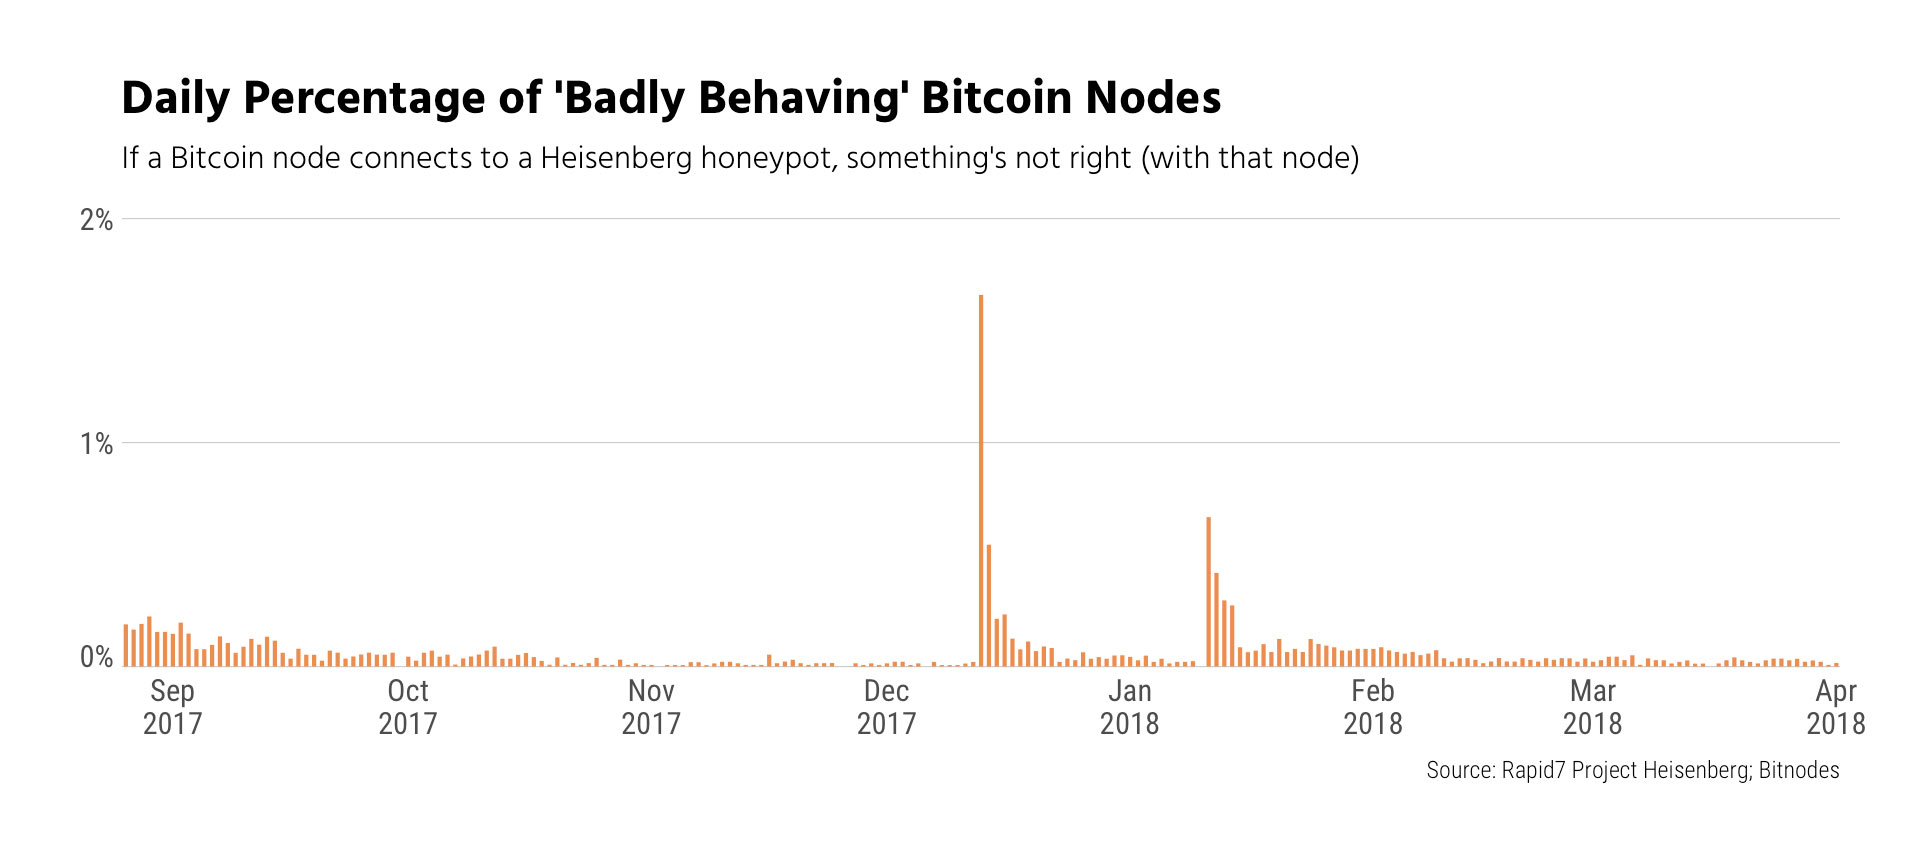 Daily Percentage of 'Badly Behaving' Bitcoin Nodes
If a Bitcoin node connects to a Heisenberg honeypot, something's not right (with that node)
2%
1%
0%
Sep Oct Nov Dec Jan Feb Mar Apr
2017 2017 2017 2017 2018 2018 2018 2018
Source: Rapid7 Project Heisenberg; Bitnodes